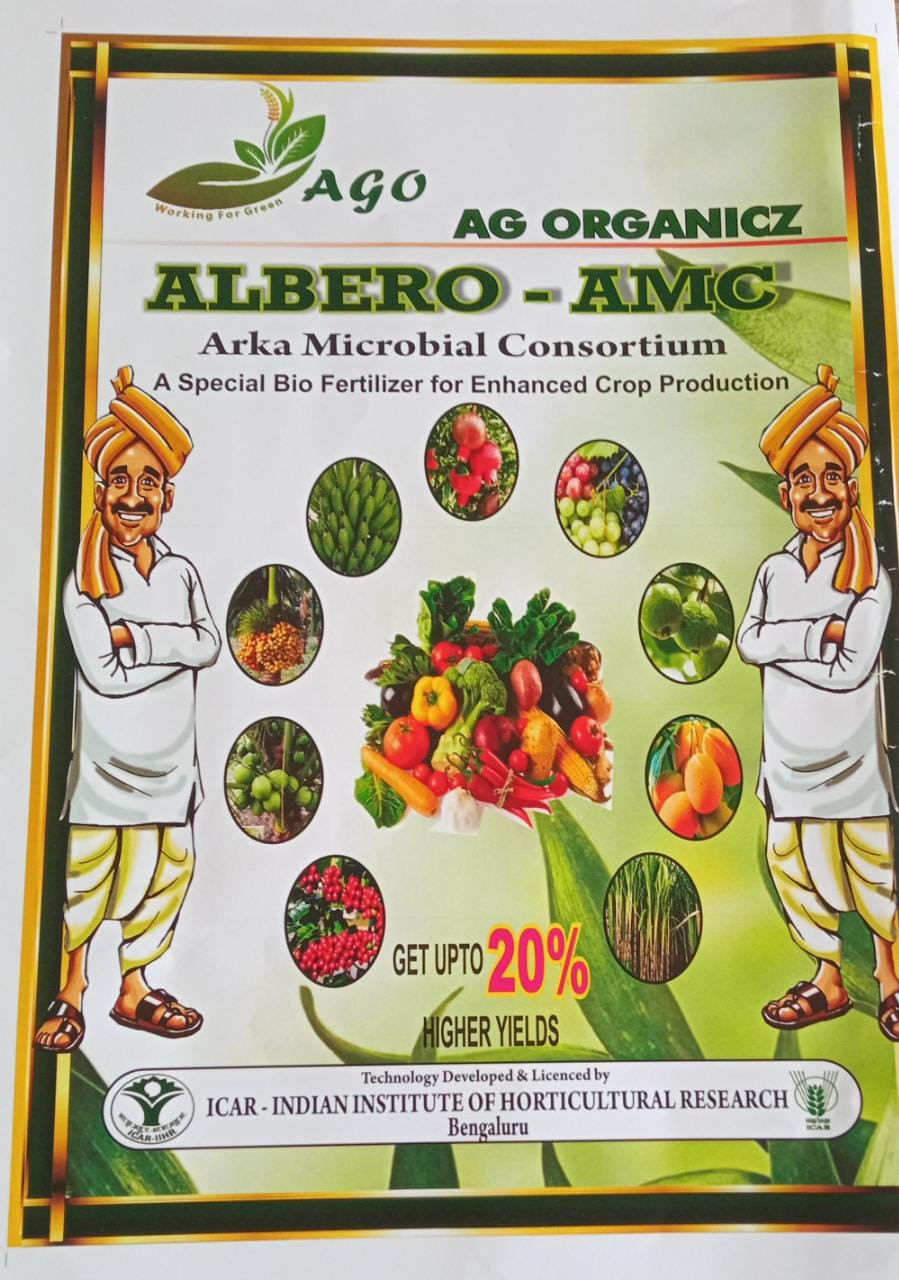 Working For Green
AGO
AG ORGANICZ
ALBERO - AMC
Arka Microbial Consortium
A Special Bio Fertilizer for Enhanced Crop Production
GET UPTO 20%
HIGHER YIELDS
Technology Developed & Licenced by
ICAR - INDIAN INSTITUTE OF HORTICULTURAL RESEARCH
Bengaluru
ICAR-IIHR
ICAR